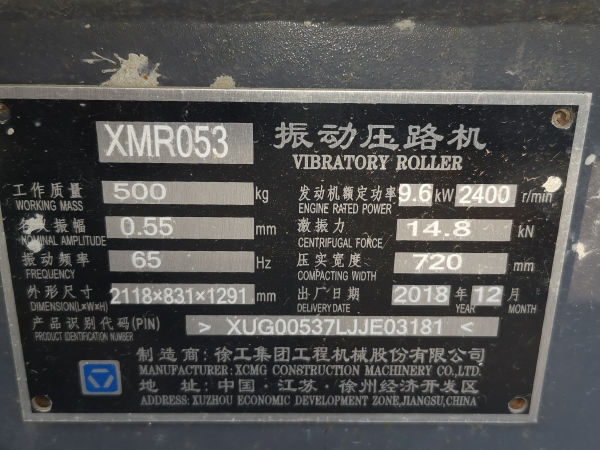 XMR053 振动压路机
VIBRATORY ROLLER
工作质量 500 kg 发动机额定功率 9.6 kW 2400 r/min
WORKING MASS ENGINE RATED POWER
振幅 0.55 mm 激振力 14.8 kN
NOMINAL AMPLITUDE CENTRIFUGAL FORCE
振动频率 65 Hz 压实宽度 720 mm
FREQUENCY COMPACTING WIDTH
外形尺寸 2118×831×1291 mm 出厂日期 2018 年 12 月
DIMENSION(L×W×H) DELIVERY DATE YEAR MONTH
产品识别代码(PIN) > XUG00537LJJE03181 <
PRODUCT IDENTIFICATION NUMBER
制造商:徐工集团工程机械股份有限公司
MANUFACTURER: XCMG CONSTRUCTION MACHINERY CO.,LTD.
地 址: 中国·江苏·徐州经济开发区
ADDRESS: XUZHOU ECONOMIC DEVELOPMENT ZONE,JIANGSU,CHINA